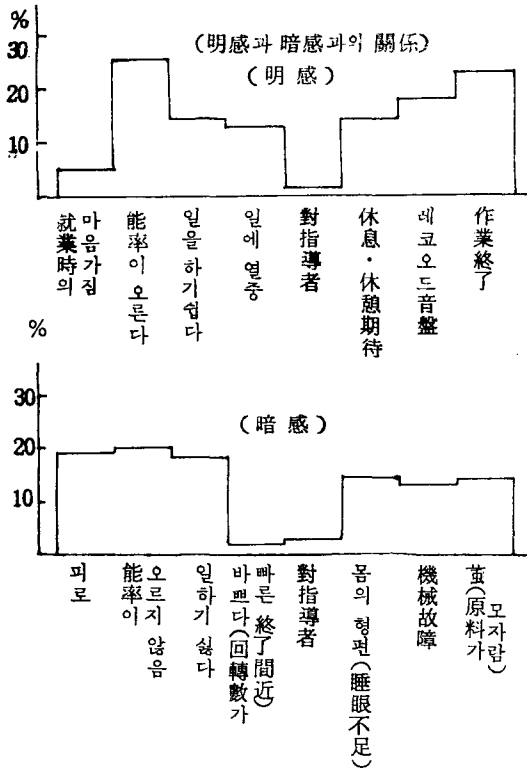 (明感과 暗感과의 關係)
(明感)
%
30
20
10
就業時의
마음가짐
能率이 오른다
일을 하기쉽다
일에 열중
對指導者
休息·休憩期待
레코오드音盤
作業終了
%
(暗感)
30
20
10
피로
能率이
오르지 않음
일하기 싫다
바쁘다(回轉數가
빠른 終了間近)
對指導者
몸의 형편(睡眼不足)
機械故障
茧(原料가
모자람)